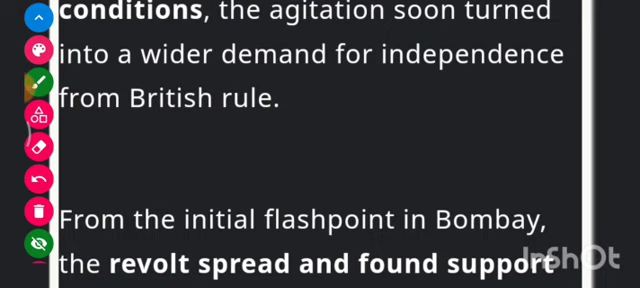 conditions, the agitation soon turned
into a wider demand for independence
from British rule.
From the initial flashpoint in Bombay,
the revolt spread and found support
InShOt